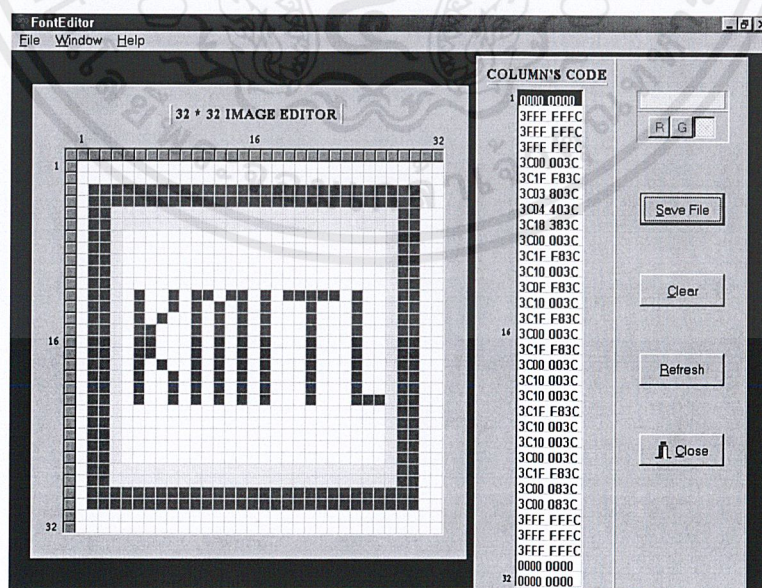 FontEditor
File Window Help
32 * 32 IMAGE EDITOR
1 16 32
1
16
32
KMITL
COLUMN'S CODE
1 0000 0000
3FFF FFFC
3FFF FFFC
3FFF FFFC
3C00 003C
3C1F F83C
3C03 803C
3C04 403C
3C18 383C
3C00 003C
3C1F F83C
3C10 003C
3C0F F83C
3C10 003C
3C1F F83C
16 3C00 003C
3C1F F83C
3C00 003C
3C10 003C
3C10 003C
3C1F F83C
3C10 003C
3C10 003C
3C00 003C
3C1F F83C
3C00 083C
3C00 083C
3FFF FFFC
3FFF FFFC
3FFF FFFC
0000 0000
32 0000 0000
R G
Save File
Clear
Refresh
Close